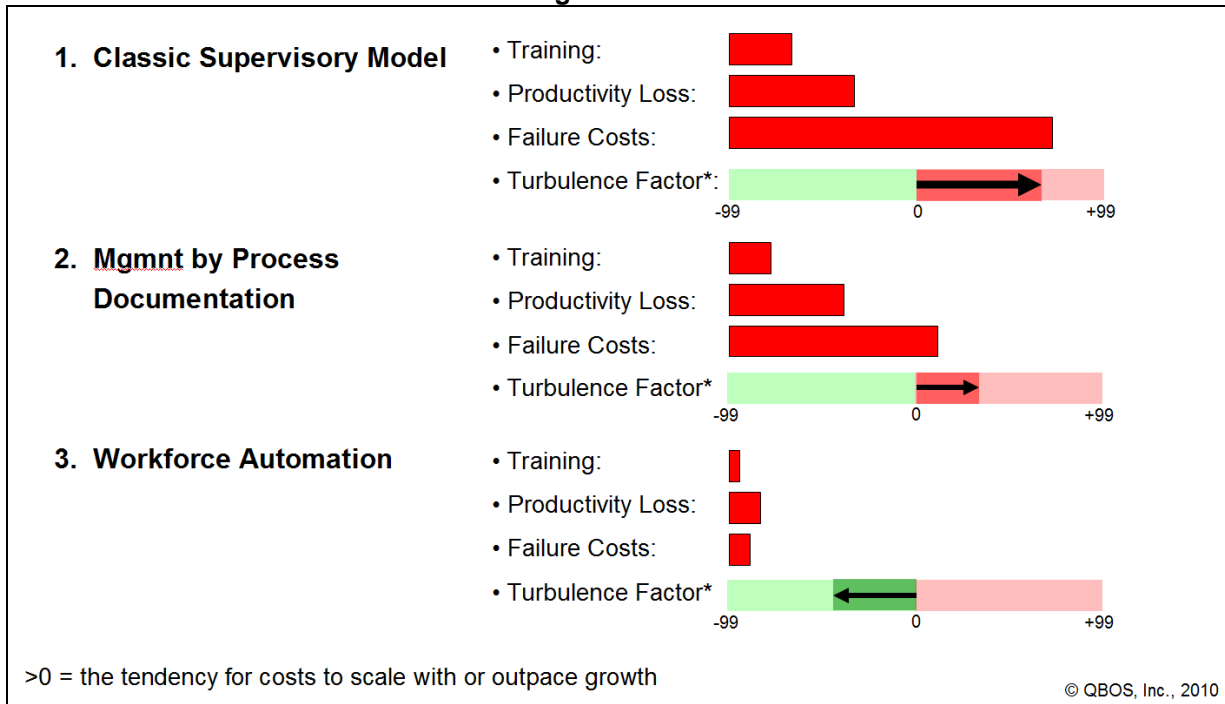 1. Classic Supervisory Model
• Training:
• Productivity Loss:
• Failure Costs:
• Turbulence Factor*:
-99 0 +99
2. Mgmnt by Process
Documentation
• Training:
• Productivity Loss:
• Failure Costs:
• Turbulence Factor*
-99 0 +99
3. Workforce Automation
• Training:
• Productivity Loss:
• Failure Costs:
• Turbulence Factor*
-99 0 +99
>0 = the tendency for costs to scale with or outpace growth
© QBOS, Inc., 2010